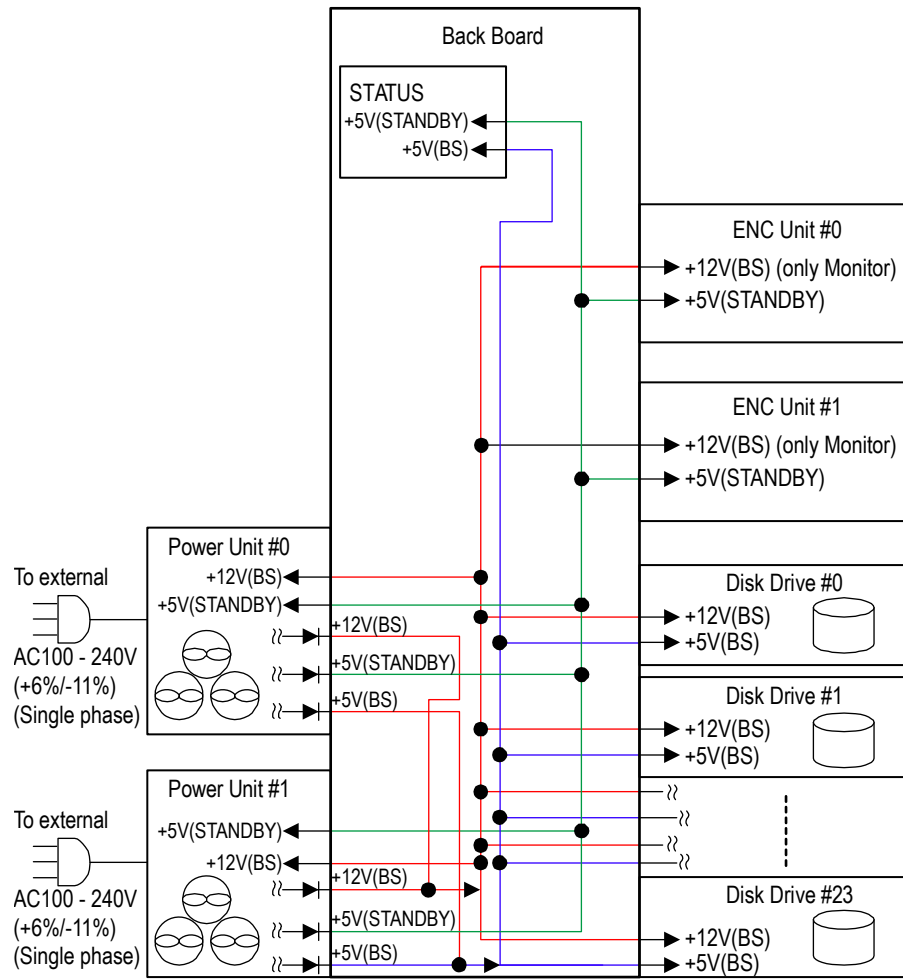 Back Board
STATUS
+5V(STANDBY)
+5V(BS)
ENC Unit #0
+12V(BS) (only Monitor)
+5V(STANDBY)
ENC Unit #1
+12V(BS) (only Monitor)
+5V(STANDBY)
Power Unit #0
+12V(BS)
+5V(STANDBY)
+12V(BS)
+5V(STANDBY)
+5V(BS)
To external
AC100 - 240V
(+6%/-11%)
(Single phase)
Disk Drive #0
+12V(BS)
+5V(BS)
Disk Drive #1
+12V(BS)
+5V(BS)
Power Unit #1
+5V(STANDBY)
+12V(BS)
+12V(BS)
+5V(STANDBY)
+5V(BS)
To external
AC100 - 240V
(+6%/-11%)
(Single phase)
Disk Drive #23
+12V(BS)
+5V(BS)